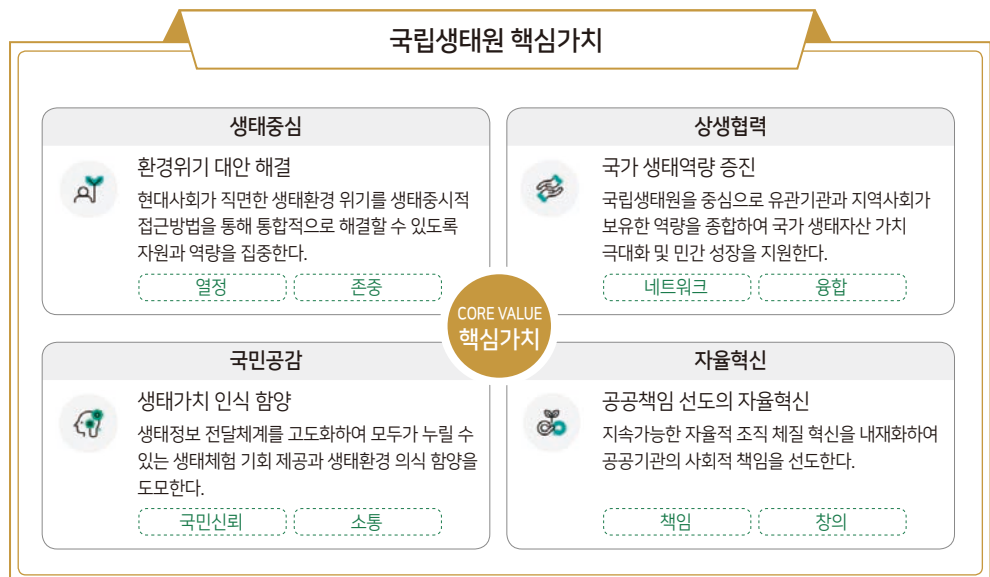 국립생태원 핵심가치
생태중심
환경위기 대안 해결
현대사회가 직면한 생태환경 위기를 생태중시적
접근방법을 통해 통합적으로 해결할 수 있도록
자원과 역량을 집중한다.
열정
존중
상생협력
국가 생태역량 증진
국립생태원을 중심으로 유관기관과 지역사회가
보유한 역량을 종합하여 국가 생태자산 가치
극대화 및 민간 성장을 지원한다.
네트워크
융합
CORE VALUE
핵심가치
국민공감
생태가치 인식 함양
생태정보 전달체계를 고도화하여 모두가 누릴 수
있는 생태체험 기회 제공과 생태환경 의식 함양을
도모한다.
국민신뢰
소통
자율혁신
공공책임 선도의 자율혁신
지속가능한 자율적 조직 체질 혁신을 내재화하여
공공기관의 사회적 책임을 선도한다.
책임
창의